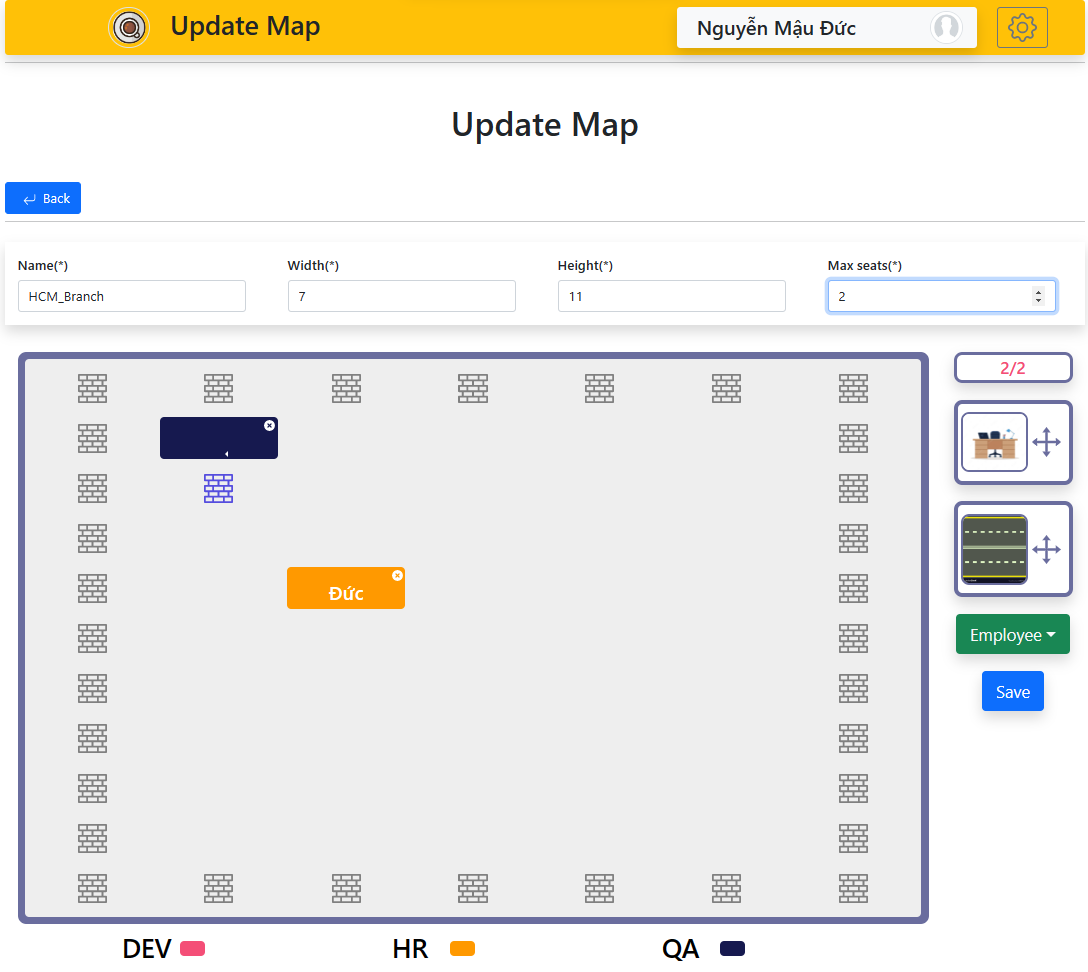 Update Map
Nguyễn Mậu Đức
Update Map
Back
Name(*)
Width(*)
Height(*)
Max seats(*)
HCM_Branch
7
11
2
2/2
Đức
Employee
Save
DEV
HR
QA